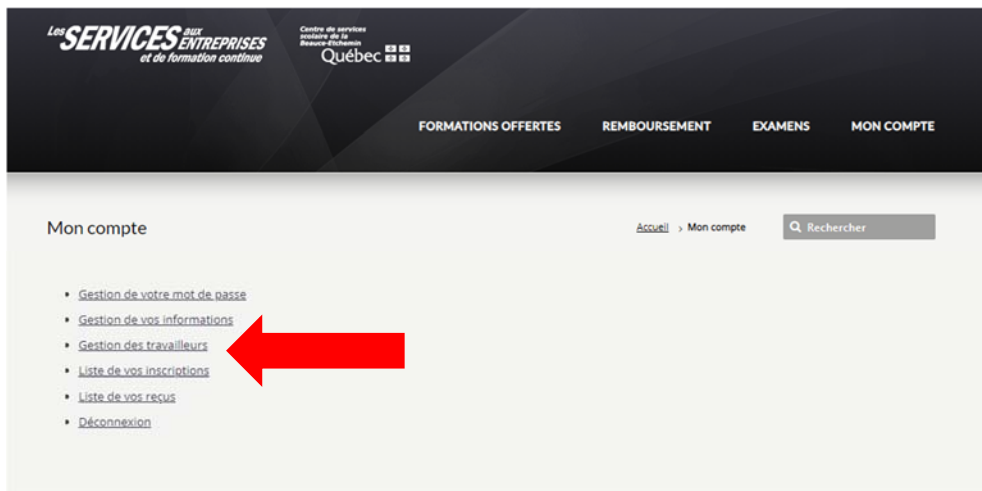 Les SERVICES aux ENTREPRISES
et de formation continue
Centre de services
scolaire de la
Beauce-Etchemin
Québec
FORMATIONS OFFERTES REMBOURSEMENT EXAMENS MON COMPTE
Mon compte
Accueil > Mon compte
Rechercher
Gestion de votre mot de passe
Gestion de vos informations
Gestion des travailleurs
Liste de vos inscriptions
Liste de vos reçus
Déconnexion